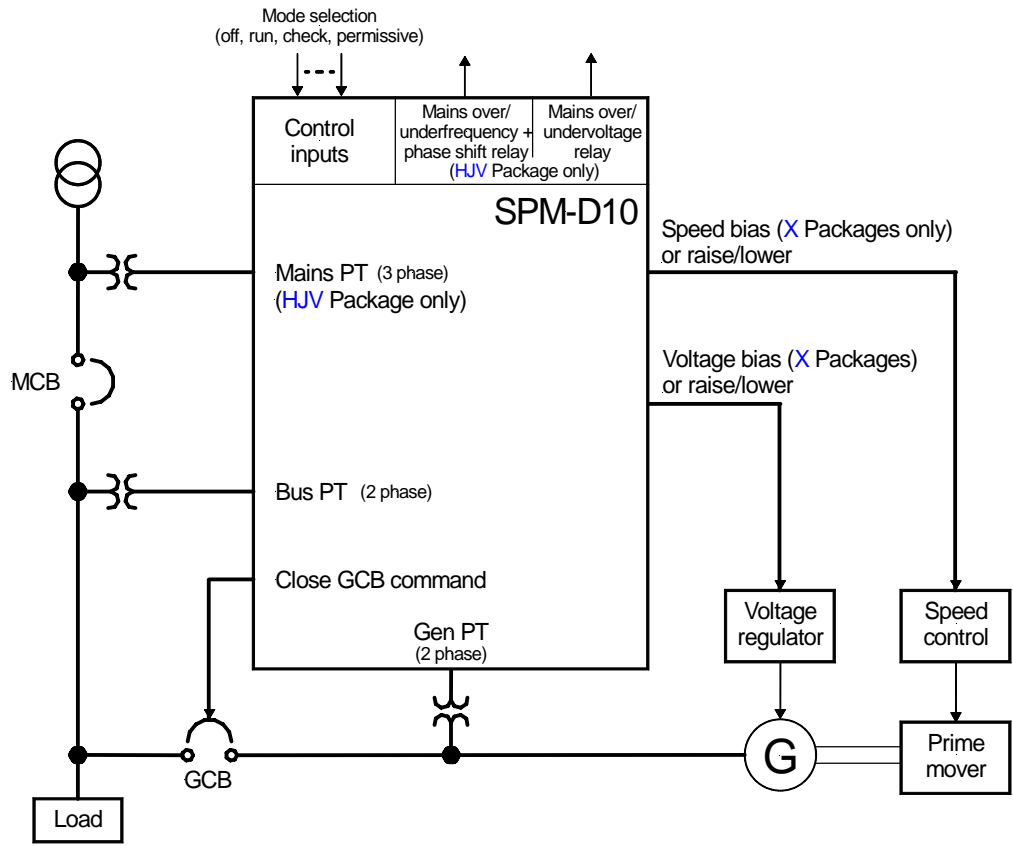 Mode selection
(off, run, check, permissive)
Control
inputs
Mains over/
underfrequency +
phase shift relay
(HJV Package only)
Mains over/
undervoltage
relay
SPM-D10
Speed bias (X Packages only)
or raise/lower
Mains PT (3 phase)
(HJV Package only)
Voltage bias (X Packages)
or raise/lower
MCB
Bus PT (2 phase)
Close GCB command
Gen PT
(2 phase)
Voltage
regulator
Speed
control
GCB
G
Prime
mover
Load